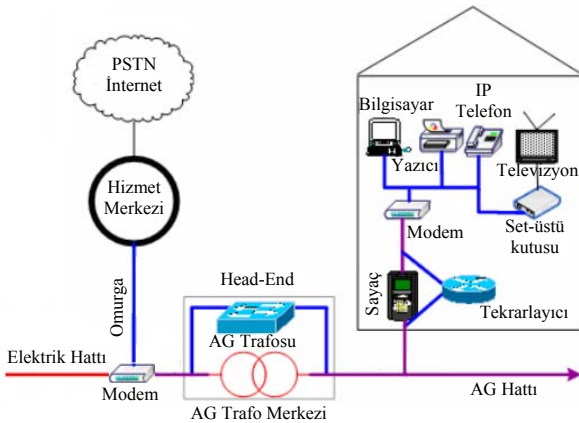 PSTN
İnternet
Hizmet
Merkezi
Omurga
Elektrik Hattı
Modem
Head-End
AG Trafosu
AG Trafo Merkezi
AG Hattı
Bilgisayar
Yazıcı
IP
Telefon
Televizyon
Set-üstü
kutusu
Modem
Sayaç
Tekrarlayıcı